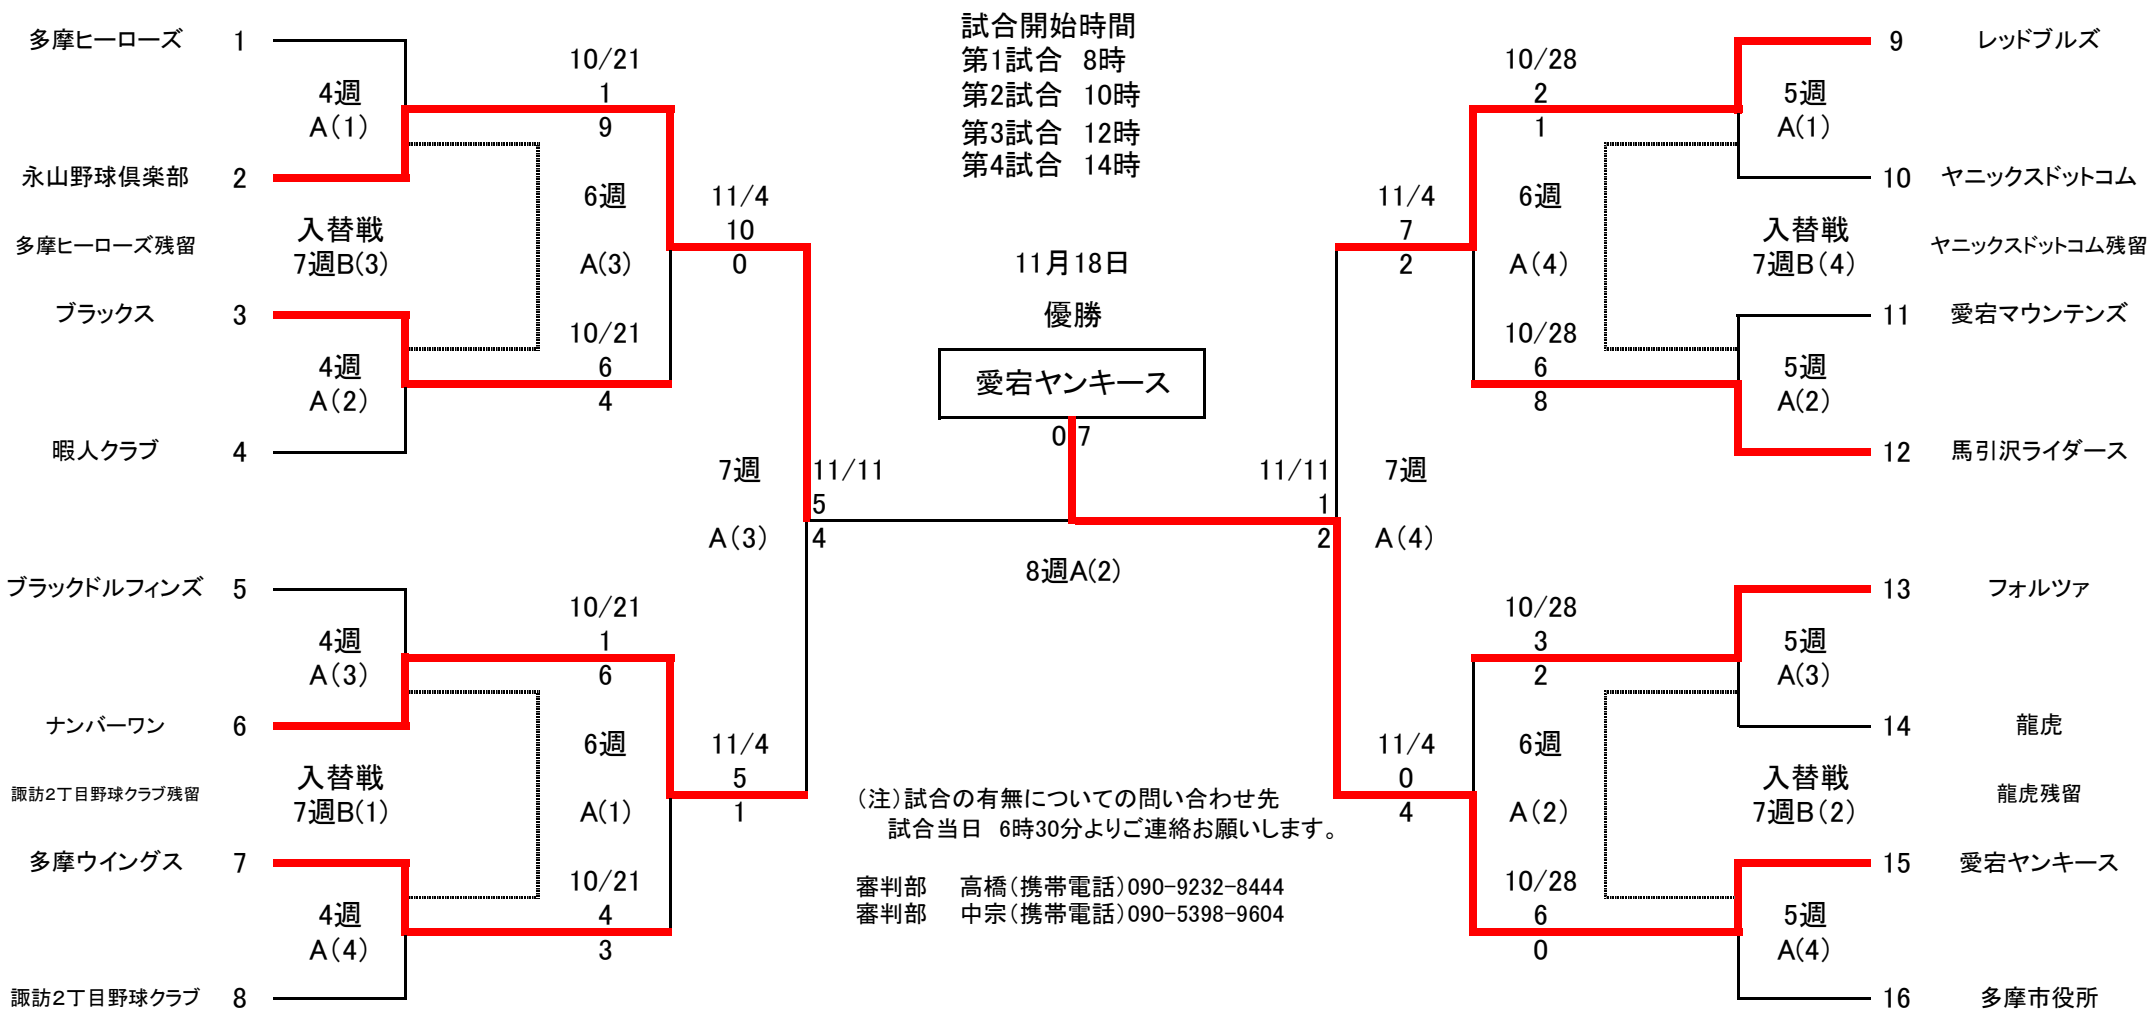 試合開始時間
第1試合 8時
第2試合 10時
第3試合 12時
第4試合 14時
多摩ヒーローズ 1
4週
A(1)
10/21
1
9
永山野球倶楽部 2
多摩ヒーローズ残留
入替戦
7週B(3)
6週
A(3)
11/4
10
0
ブラックス 3
4週
A(2)
10/21
6
4
暇人クラブ 4
7週
A(3)
11/11
5
4
ブラックドルフィンズ 5
4週
A(3)
10/21
1
6
ナンバーワン 6
諏訪2丁目野球クラブ残留
入替戦
7週B(1)
6週
A(1)
11/4
5
1
多摩ウイングス 7
4週
A(4)
10/21
4
3
諏訪2丁目野球クラブ 8
11月18日
優勝
愛宕ヤンキース
0 7
8週A(2)
9 レッドブルズ
10/28
2
1
5週
A(1)
10 ヤニックスドットコム
11/4
7
2
6週
A(4)
入替戦
7週B(4)
ヤニックスドットコム残留
11 愛宕マウンテンズ
10/28
6
8
5週
A(2)
12 馬引沢ライダース
11/11
1
2
7週
A(4)
13 フォルツァ
10/28
3
2
5週
A(3)
14 龍虎
11/4
0
4
6週
A(2)
入替戦
7週B(2)
龍虎残留
15 愛宕ヤンキース
10/28
6
0
5週
A(4)
16 多摩市役所
(注)試合の有無についての問い合わせ先
試合当日 6時30分よりご連絡お願いします。
審判部 高橋(携帯電話)090-9232-8444
審判部 中宗(携帯電話)090-5398-9604